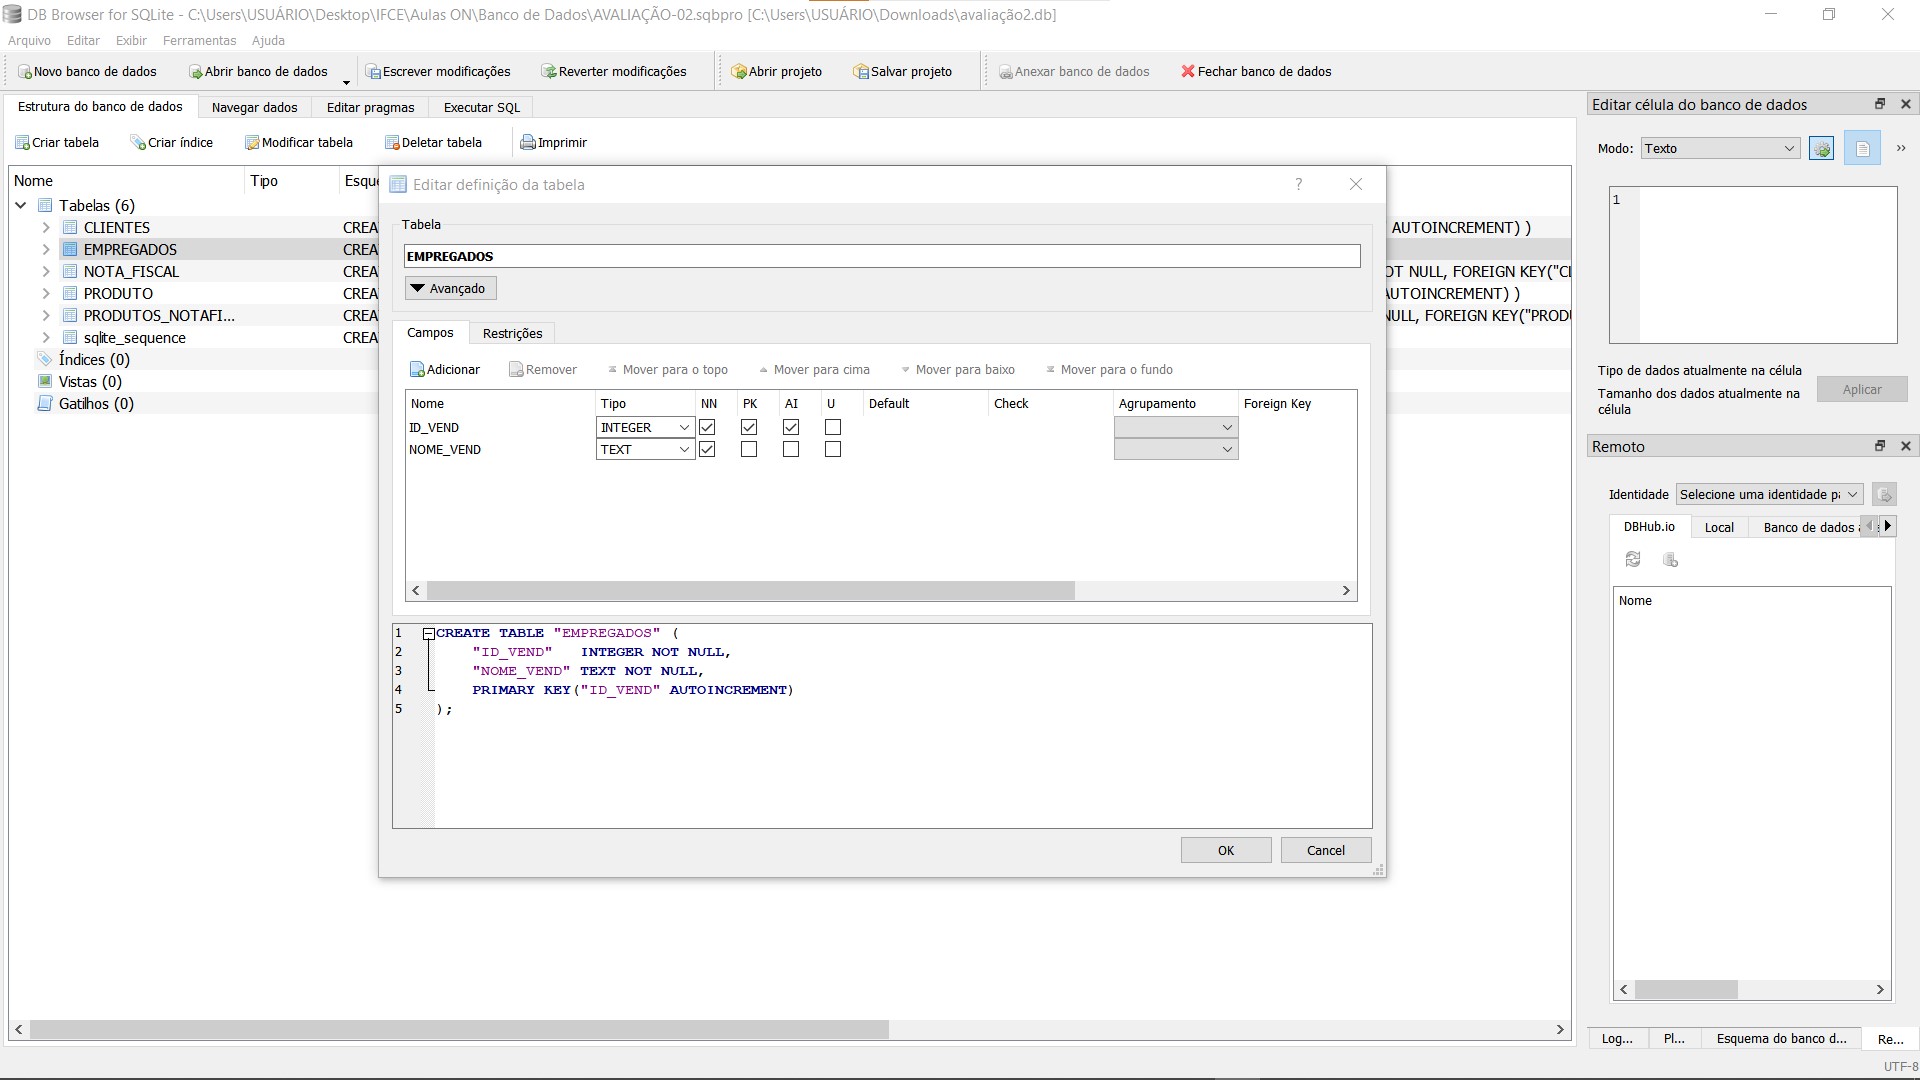 DB Browser for SQLite - C:\Users\USUÁRIO\Desktop\IFCE\Aulas ON\Banco de Dados\AVALIAÇÃO-02.sqbpro [C:\Users\USUÁRIO\Downloads\avaliação2.db]
Arquivo Editar Exibir Ferramentas Ajuda
Novo banco de dados Abrir banco de dados Escrever modificações Reverter modificações Abrir projeto Salvar projeto Anexar banco de dados Fechar banco de dados
Estrutura do banco de dados Navegar dados Editar pragmas Executar SQL
Criar tabela Criar índice Modificar tabela Deletar tabela Imprimir
Nome Tipo Esque
Tabelas (6)
CLIENTES CREA AUTOINCREMENT) )
EMPREGADOS CREA
NOTA_FISCAL CREA OT NULL, FOREIGN KEY("CL
PRODUTO CREA AUTOINCREMENT) )
PRODUTOS_NOTAFI... CREA NULL, FOREIGN KEY("PRODU
sqlite_sequence CREA
Índices (0)
Vistas (0)
Gatilhos (0)
Editar definição da tabela ?
Tabela
EMPREGADOS
Avançado
Campos Restrições
Adicionar Remover Mover para o topo Mover para cima Mover para baixo Mover para o fundo
Nome Tipo NN PK AI U Default Check Agrupamento Foreign Key
ID_VEND INTEGER
NOME_VEND TEXT
1 CREATE TABLE "EMPREGADOS" (
2 "ID_VEND" INTEGER NOT NULL,
3 "NOME_VEND" TEXT NOT NULL,
4 PRIMARY KEY("ID_VEND" AUTOINCREMENT)
5 );
OK Cancel
Editar célula do banco de dados
Modo: Texto »
1
Tipo de dados atualmente na célula
Tamanho dos dados atualmente na célula
Aplicar
Remoto
Identidade Selecione uma identidade pa
DBHub.io Local Banco de dados a
Nome
Log... Pl... Esquema do banco d... Re...
UTF-8